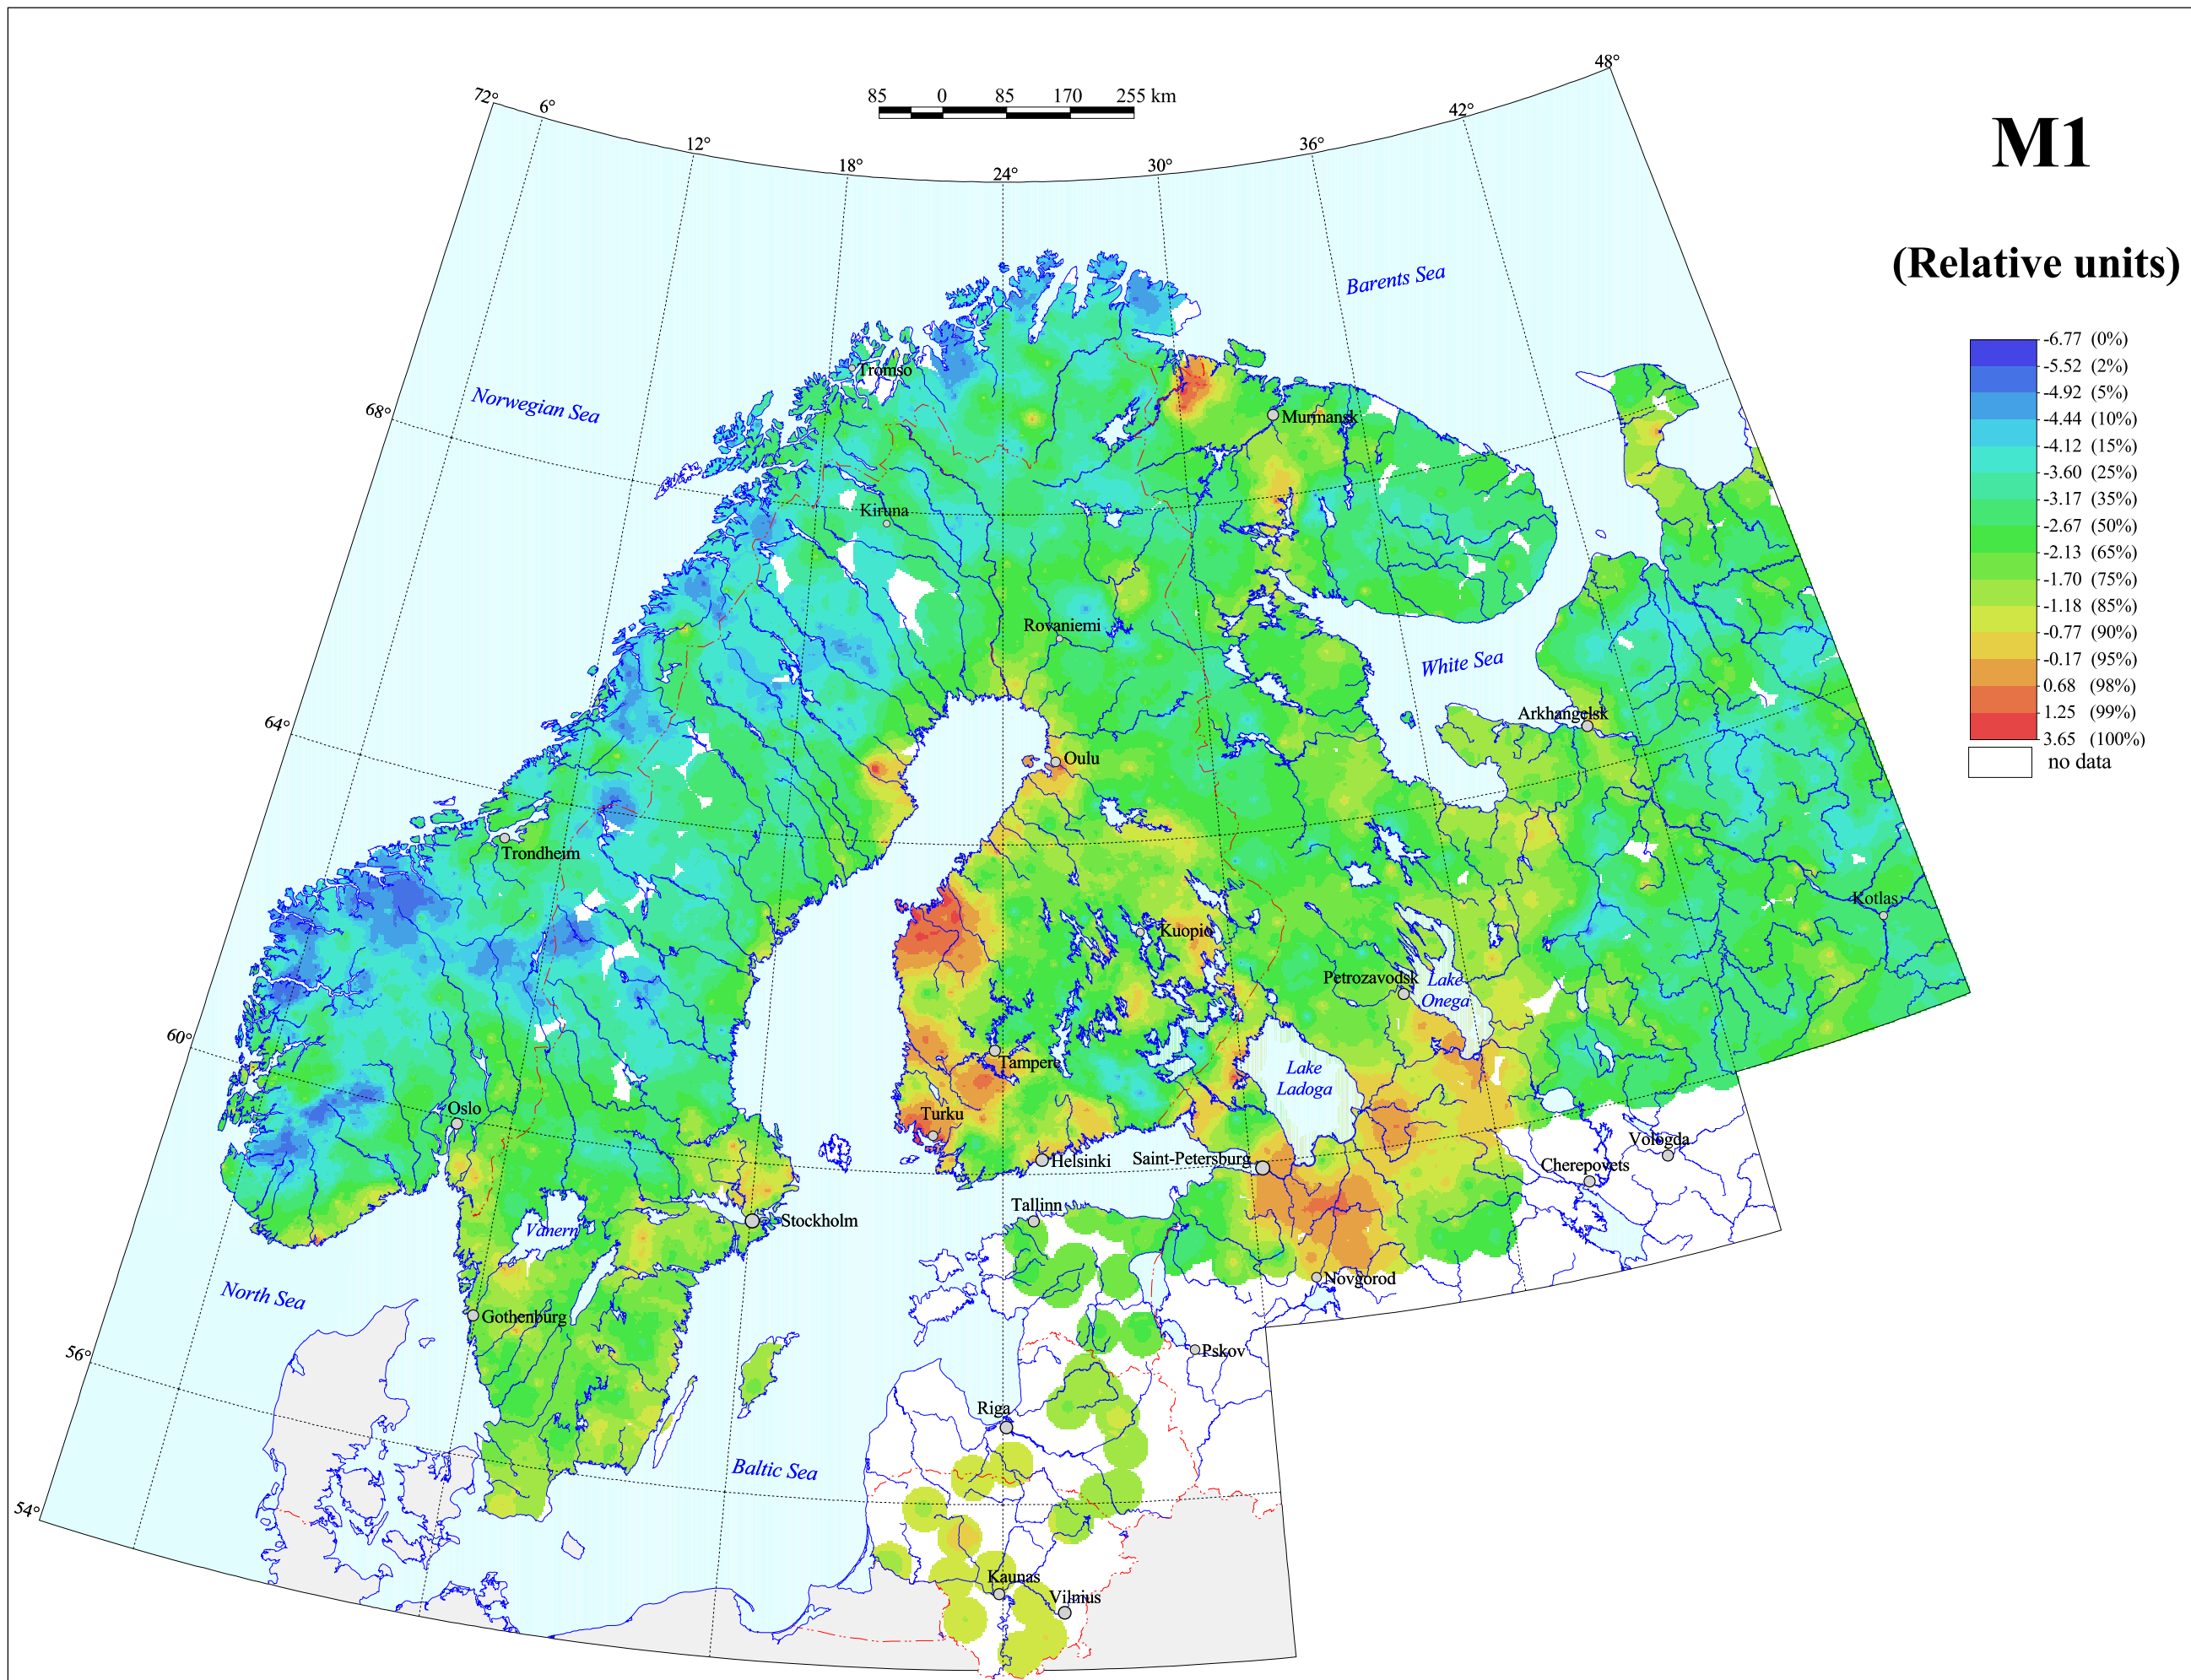 48°
72°
6°
85 0 85 170 255 km
42°
12°
36°
18°
30°
24°
M1
(Relative units)
Barents Sea
-6.77 (0%)
-5.52 (2%)
-4.92 (5%)
-4.44 (10%)
-4.12 (15%)
-3.60 (25%)
-3.17 (35%)
-2.67 (50%)
-2.13 (65%)
-1.70 (75%)
-1.18 (85%)
-0.77 (90%)
-0.17 (95%)
0.68 (98%)
1.25 (99%)
3.65 (100%)
no data
Tromso
Norwegian Sea
68°
Murmansk
Kiruna
Rovaniemi
White Sea
64°
Arkhangelsk
Oulu
Trondheim
Kotlas
Kuopio
Petrozavodsk
Lake
Onega
60°
Tampere
Lake
Ladoga
Oslo
Turku
Vologda
Helsinki
Saint-Petersburg
Cherepovets
Tallinn
Stockholm
Vanern
Novgorod
North Sea
Gothenburg
56°
Pskov
Riga
Baltic Sea
54°
Kaunas
Vilnius